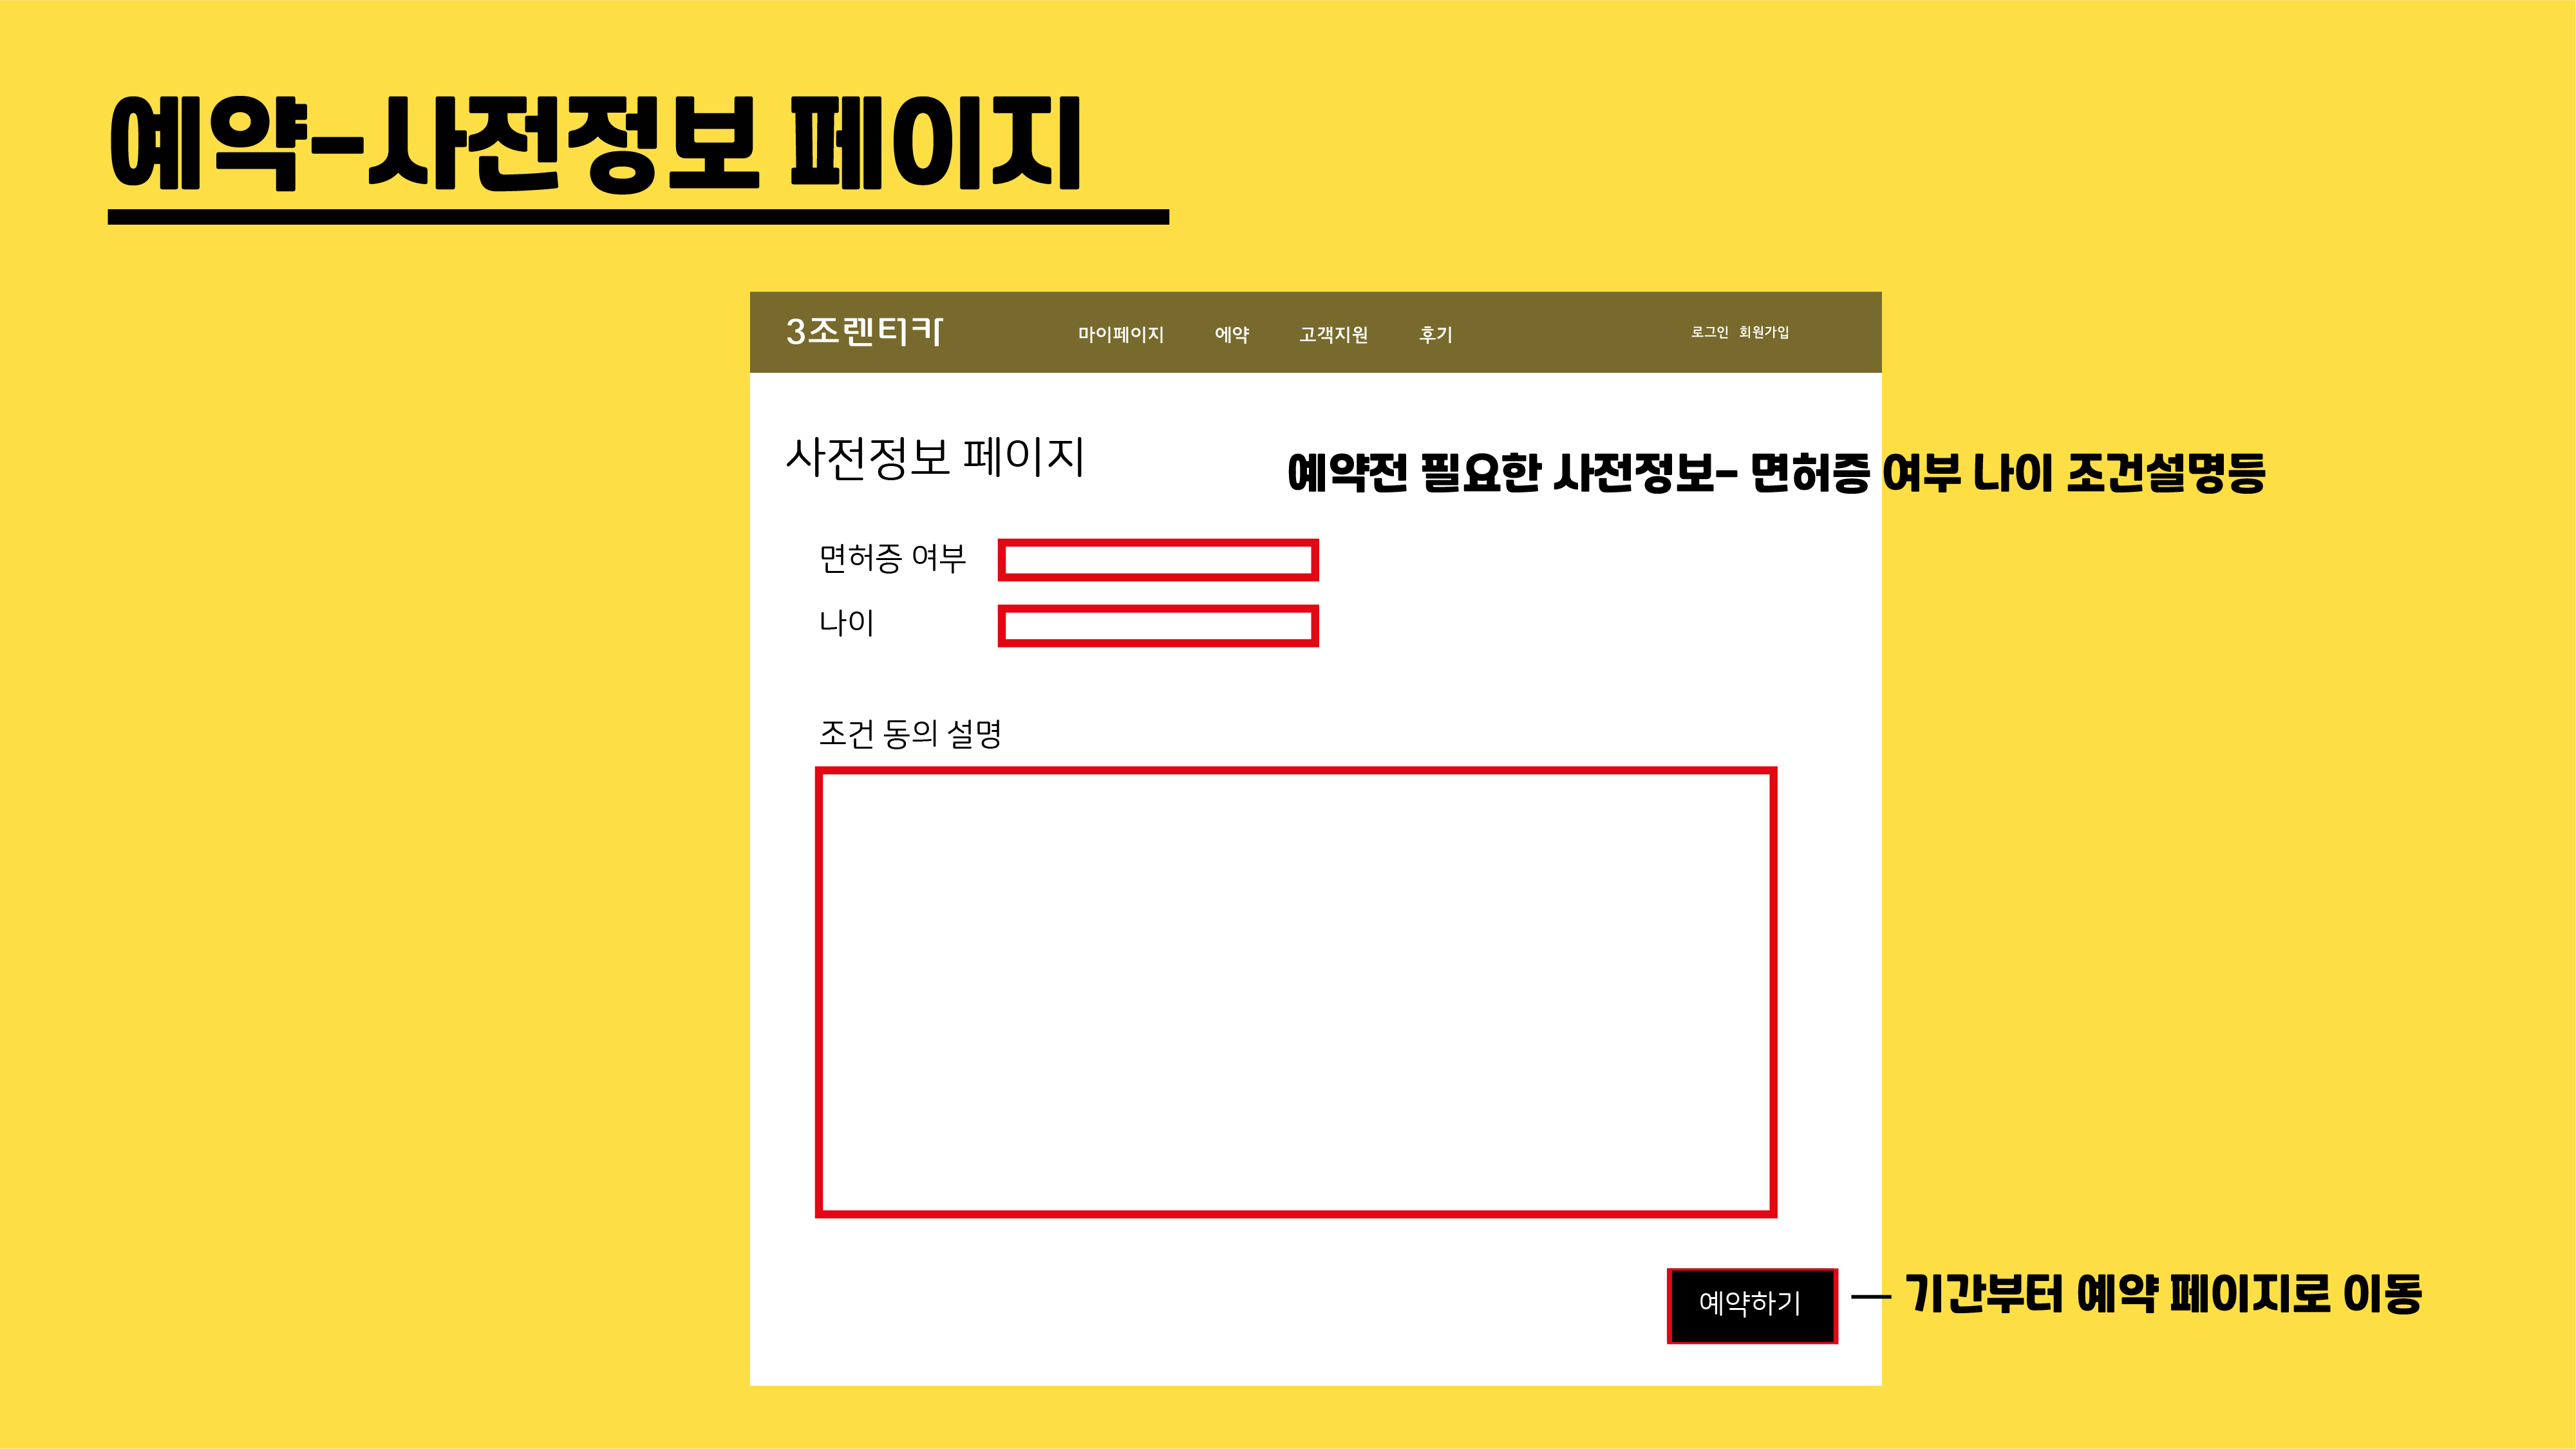 예약-사전정보 페이지
3조렌터카
마이페이지
에약
고객지원
후기
로그인 회원가입
사전정보 페이지
예약전 필요한 사전정보- 면허증 여부 나이 조건설명등
면허증 여부
나이
조건 동의 설명
예약하기
기간부터 예약 페이지로 이동